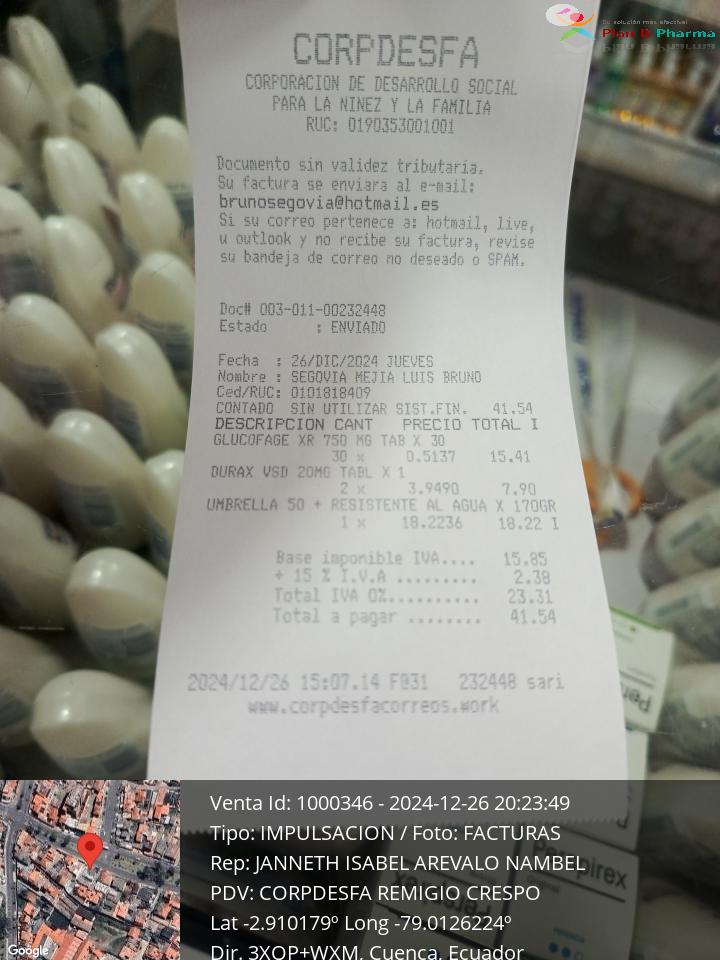 Su solución más efectiva!
Plan B Pharma
CORPDESFA
CORPORACION DE DESARROLLO SOCIAL
PARA LA NINEZ Y LA FAMILIA
RUC: 0190353001001
Documento sin validez tributaria.
Su factura se enviara al e-mail:
brunosegovia@hotmail.es
Si su correo pertenece a: hotmail, live,
u outlook y no recibe su factura, revise
su bandeja de correo no deseado o SPAM.
Doc# 003-011-00232448
Estado : ENVIADO
Fecha : 26/DIC/2024 JUEVES
Nombre : SEGOVIA MEJIA LUIS BRUNO
Ced/RUC: 0101818409
CONTADO SIN UTILIZAR SIST.FIN. 41.54
DESCRIPCION CANT PRECIO TOTAL I
GLUCOFAGE XR 750 MG TAB X 30
30 x 0.5137 15.41
DURAX VSD 20MG TABL X 1
2 x 3.9490 7.90
UMBRELLA 50 + RESISTENTE AL AGUA X 170GR
1 x 18.2236 18.22 I
Base imponible IVA.... 15.85
+ 15 % I.V.A ......... 2.38
Total IVA 0%.......... 23.31
Total a pagar ........ 41.54
2024/12/26 15:07.14 F@31 232448 sari
www.corpdesfacorreos.work
Venta Id: 1000346 - 2024-12-26 20:23:49
Tipo: IMPULSACION / Foto: FACTURAS
Rep: JANNETH ISABEL AREVALO NAMBEL
PDV: CORPDESFA REMIGIO CRESPO
Lat -2.910179º Long -79.0126224º
Dir. 3XQP+WXM, Cuenca, Ecuador
Google
Perspirex